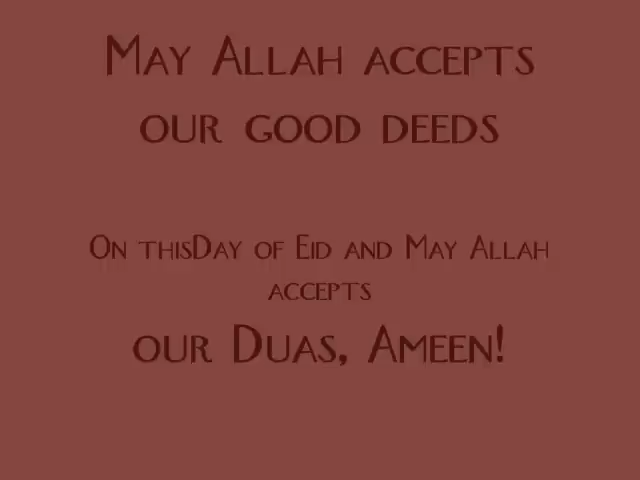 May Allah accepts
our good deeds
On thisDay of Eid and May Allah
accepts
our Duas, Ameen!